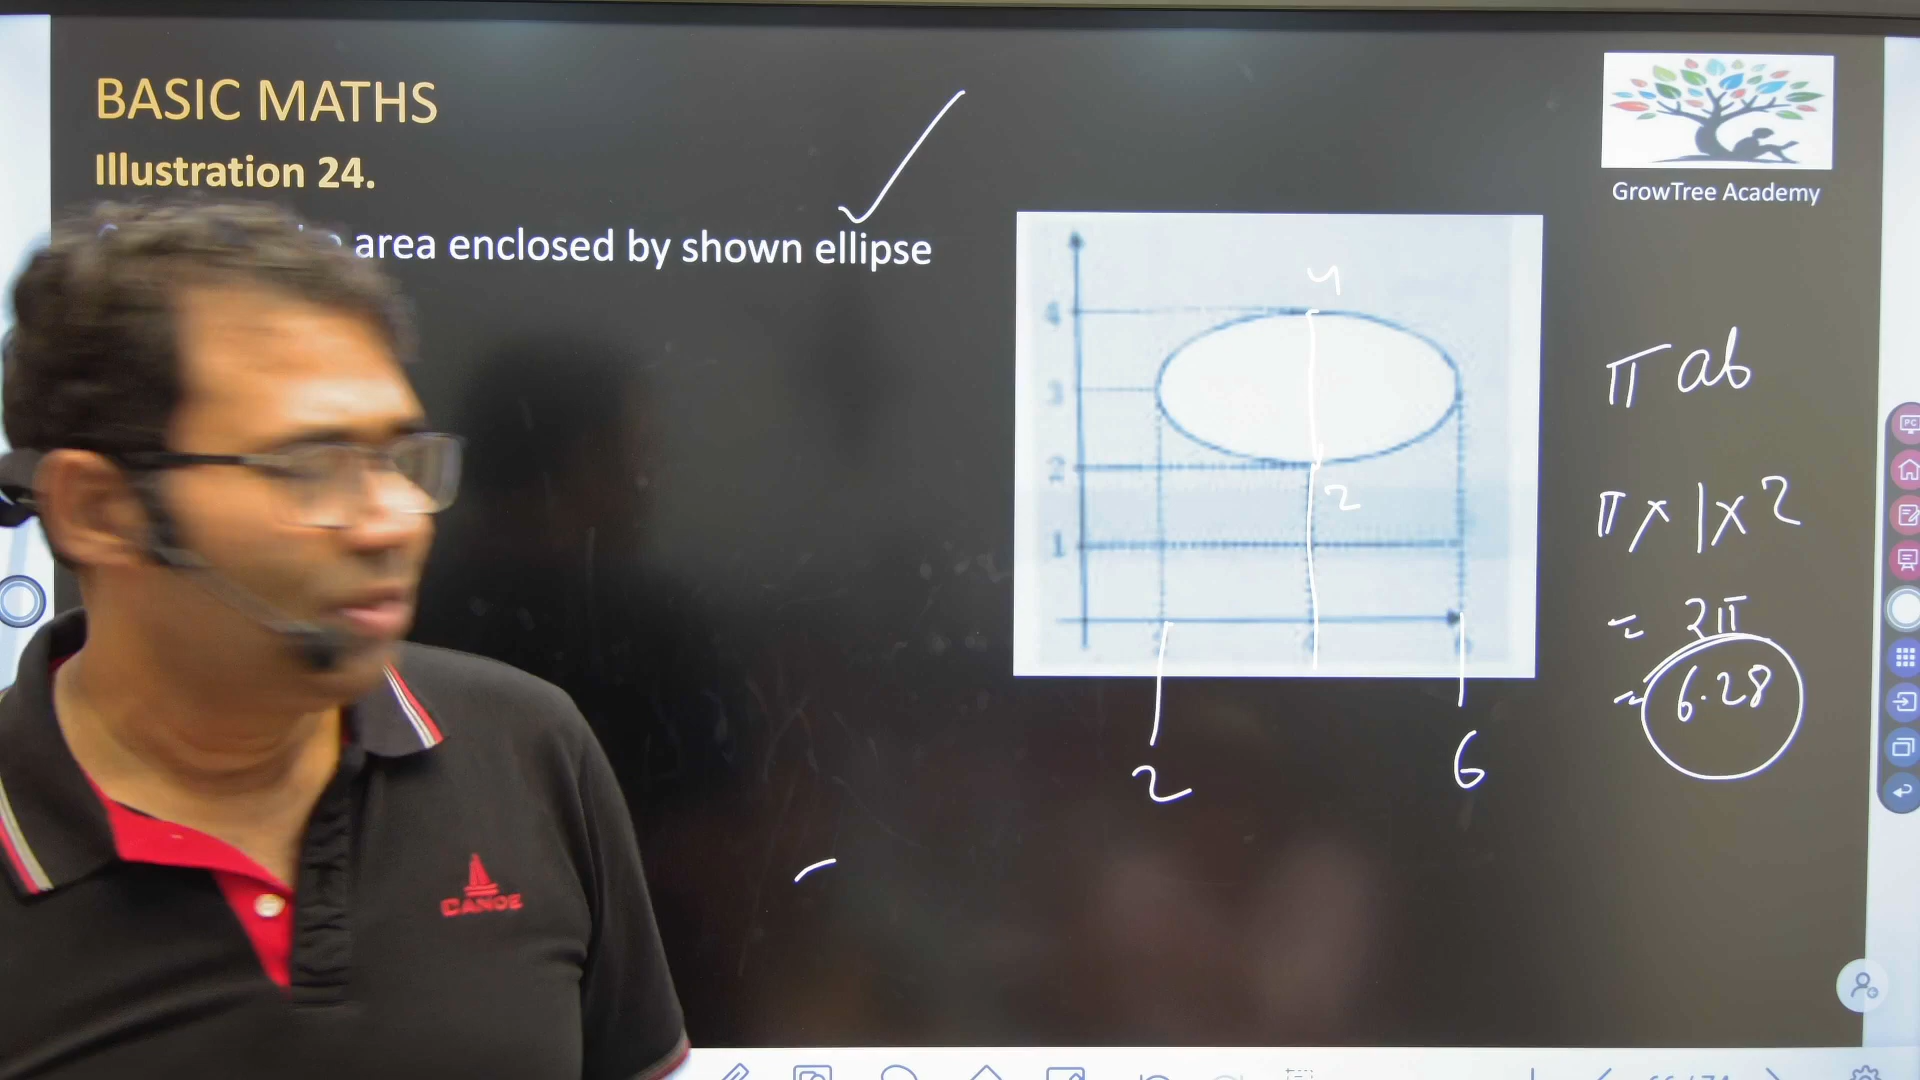 BASIC MATHS
Illustration 24.
area enclosed by shown ellipse
GrowTree Academy
4
4
3
2
1
2
2
6
π ab
π x 1 x 2
= 2π
= 6.28
CANOE
PC